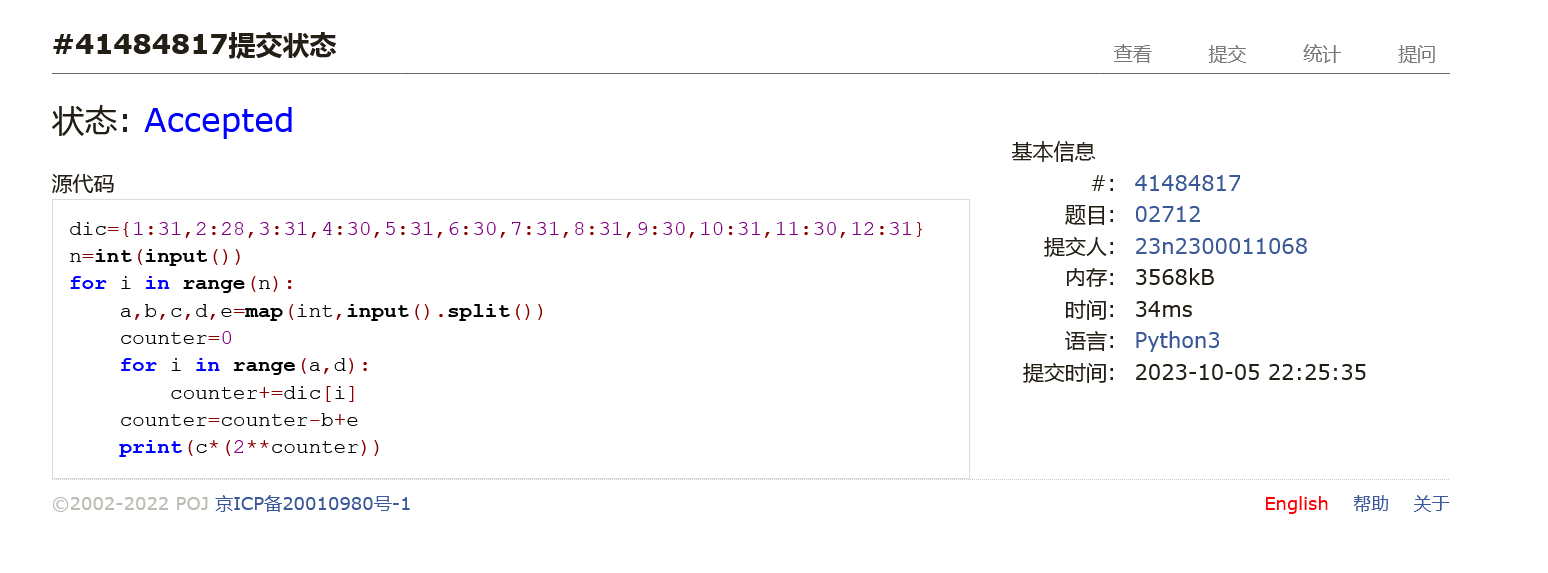 #41484817提交状态
查看 提交 统计 提问
状态: Accepted
源代码
dic={1:31,2:28,3:31,4:30,5:31,6:30,7:31,8:31,9:30,10:31,11:30,12:31}
n=int(input())
for i in range(n):
    a,b,c,d,e=map(int,input().split())
    counter=0
    for i in range(a,d):
        counter+=dic[i]
    counter=counter-b+e
    print(c*(2**counter))
基本信息
#: 41484817
题目: 02712
提交人: 23n2300011068
内存: 3568kB
时间: 34ms
语言: Python3
提交时间: 2023-10-05 22:25:35
©2002-2022 POJ 京ICP备20010980号-1
English 帮助 关于